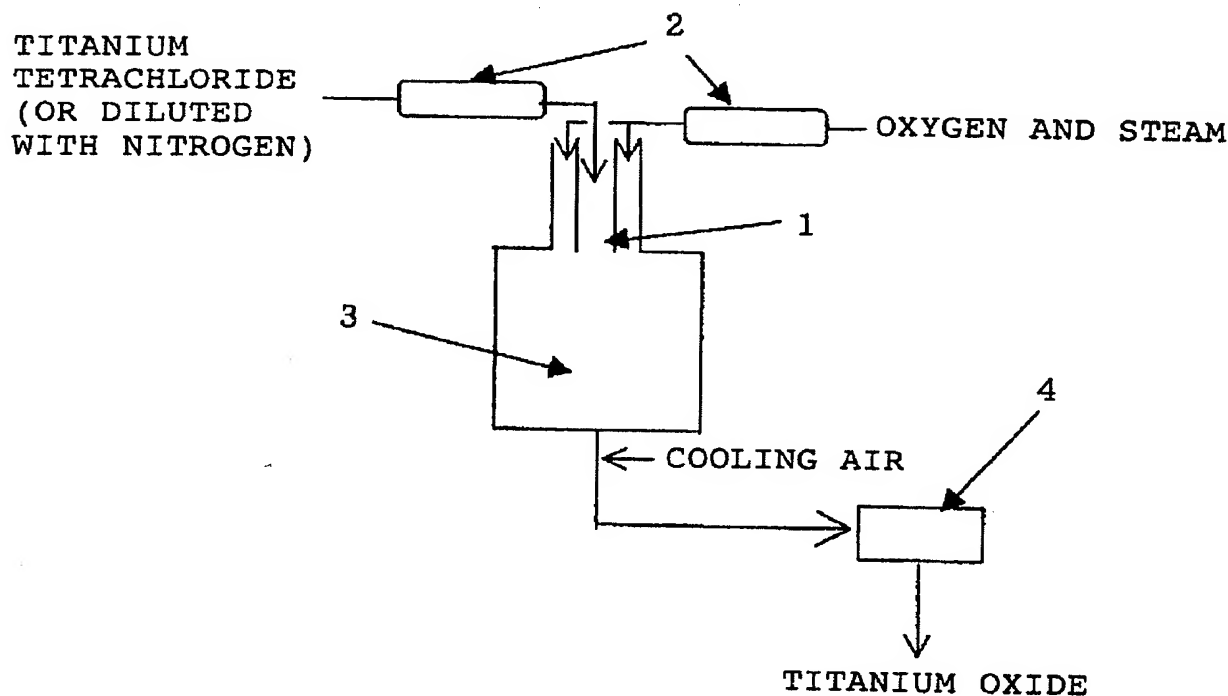 2
TITANIUM
TETRACHLORIDE
(OR DILUTED
WITH NITROGEN)
OXYGEN AND STEAM
1
3
4
COOLING AIR
TITANIUM OXIDE